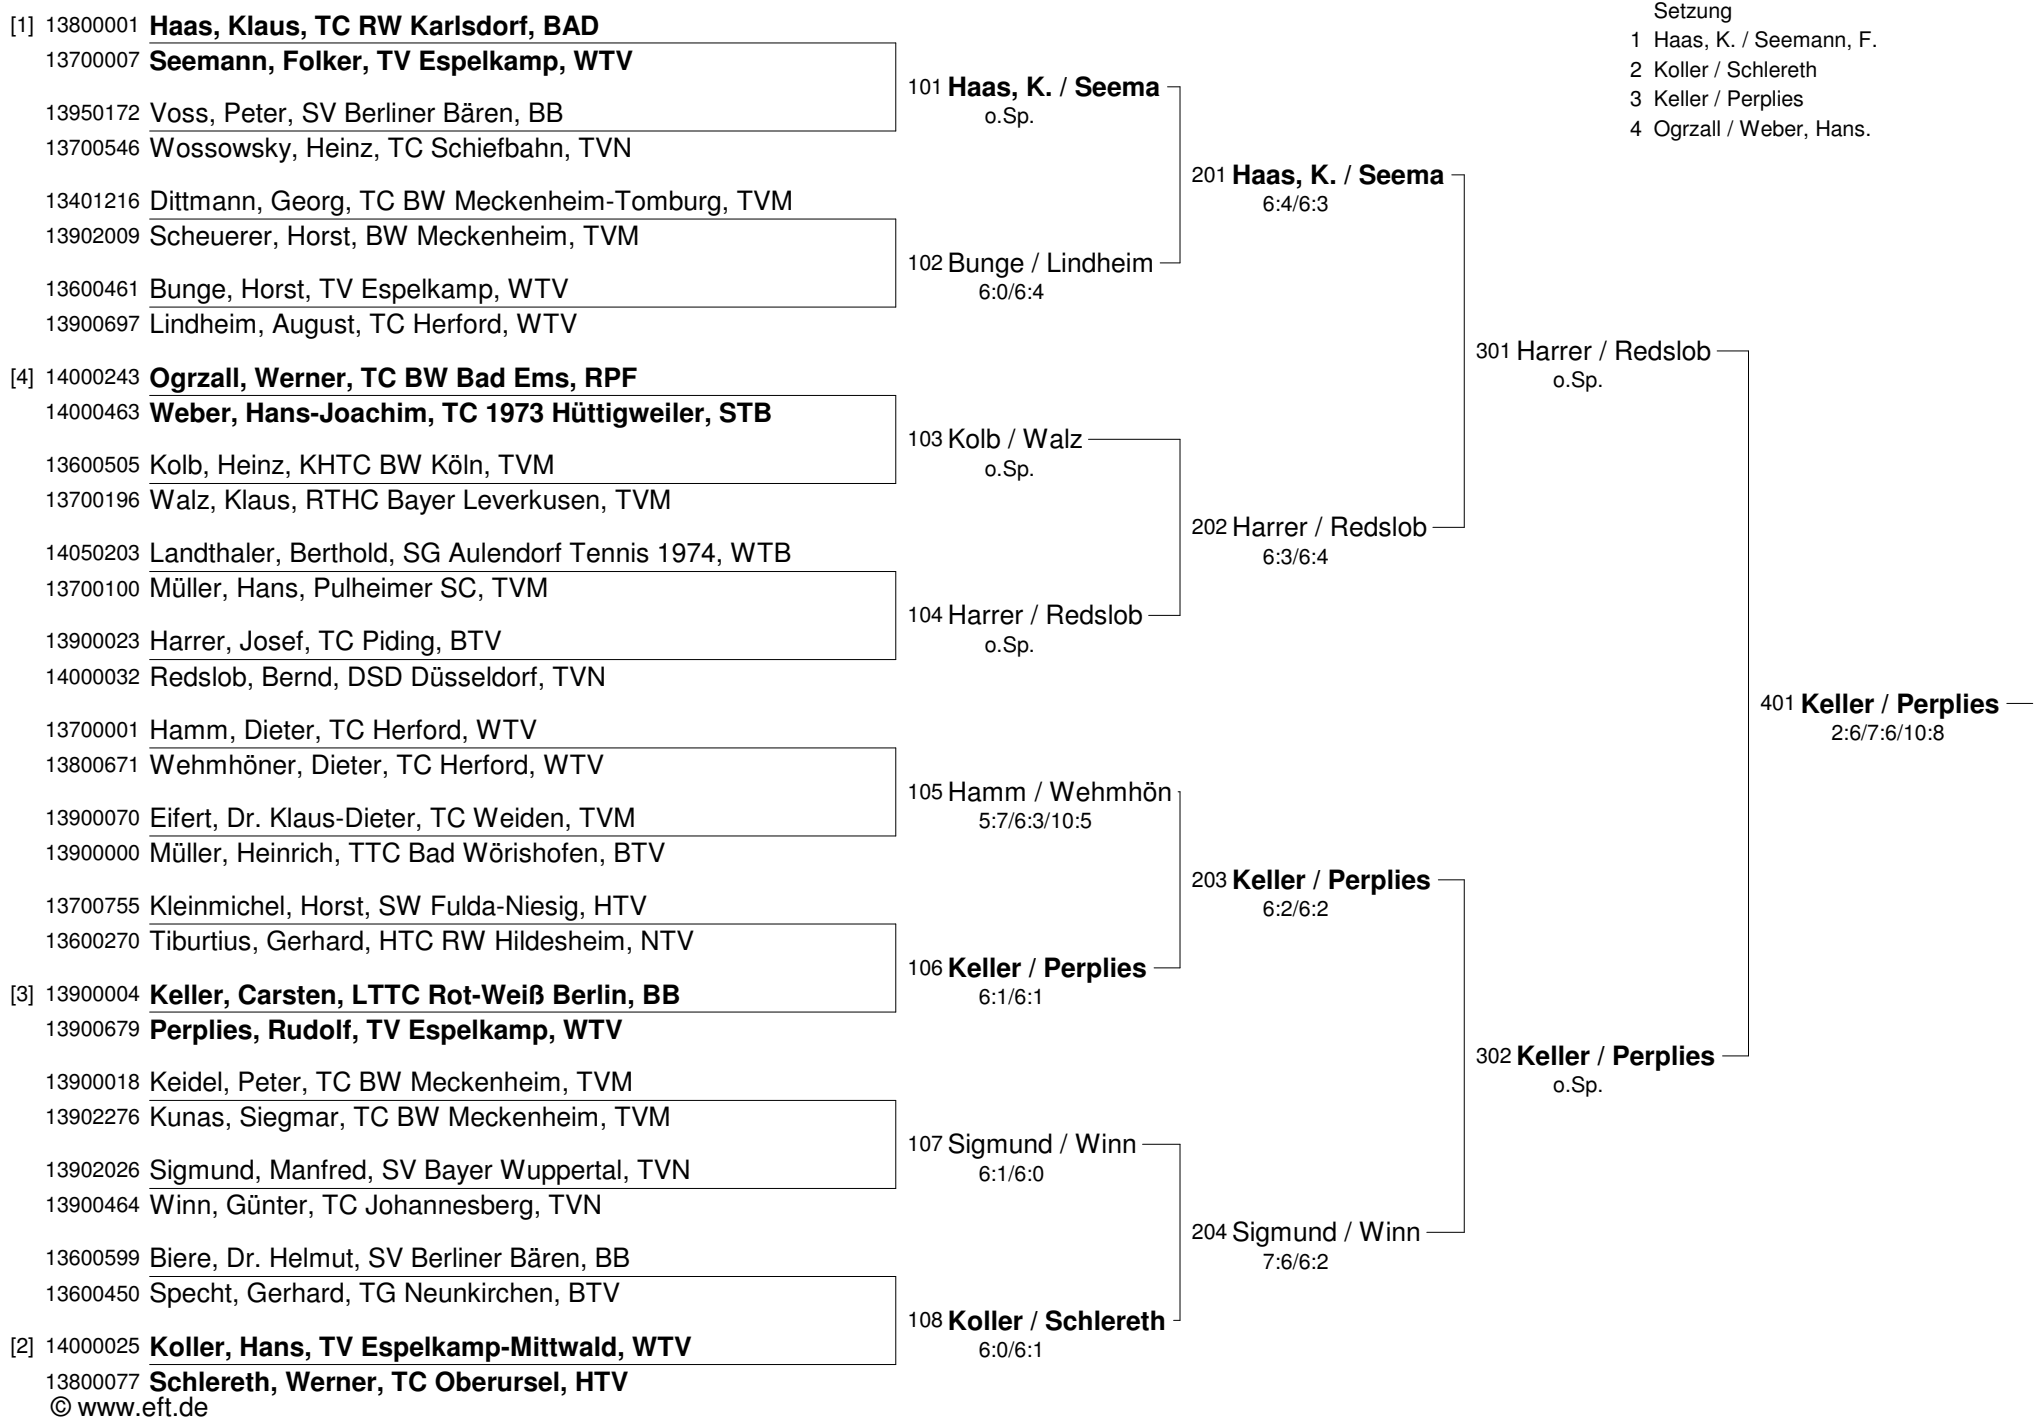 [1] 13800001 Haas, Klaus, TC RW Karlsdorf, BAD
13700007 Seemann, Folker, TV Espelkamp, WTV
13950172 Voss, Peter, SV Berliner Bären, BB
13700546 Wossowsky, Heinz, TC Schiefbahn, TVN
13401216 Dittmann, Georg, TC BW Meckenheim-Tomburg, TVM
13902009 Scheuerer, Horst, BW Meckenheim, TVM
13600461 Bunge, Horst, TV Espelkamp, WTV
13900697 Lindheim, August, TC Herford, WTV
[4] 14000243 Ogrzall, Werner, TC BW Bad Ems, RPF
14000463 Weber, Hans-Joachim, TC 1973 Hüttigweiler, STB
13600505 Kolb, Heinz, KHTC BW Köln, TVM
13700196 Walz, Klaus, RTHC Bayer Leverkusen, TVM
14050203 Landthaler, Berthold, SG Aulendorf Tennis 1974, WTB
13700100 Müller, Hans, Pulheimer SC, TVM
13900023 Harrer, Josef, TC Piding, BTV
14000032 Redslob, Bernd, DSD Düsseldorf, TVN
13700001 Hamm, Dieter, TC Herford, WTV
13800671 Wehmhöner, Dieter, TC Herford, WTV
13900070 Eifert, Dr. Klaus-Dieter, TC Weiden, TVM
13900000 Müller, Heinrich, TTC Bad Wörishofen, BTV
13700755 Kleinmichel, Horst, SW Fulda-Niesig, HTV
13600270 Tiburtius, Gerhard, HTC RW Hildesheim, NTV
[3] 13900004 Keller, Carsten, LTTC Rot-Weiß Berlin, BB
13900679 Perplies, Rudolf, TV Espelkamp, WTV
13900018 Keidel, Peter, TC BW Meckenheim, TVM
13902276 Kunas, Siegmar, TC BW Meckenheim, TVM
13902026 Sigmund, Manfred, SV Bayer Wuppertal, TVN
13900464 Winn, Günter, TC Johannesberg, TVN
13600599 Biere, Dr. Helmut, SV Berliner Bären, BB
13600450 Specht, Gerhard, TG Neunkirchen, BTV
[2] 14000025 Koller, Hans, TV Espelkamp-Mittwald, WTV
13800077 Schlereth, Werner, TC Oberursel, HTV
© www.eft.de
101 Haas, K. / Seema
o.Sp.
102 Bunge / Lindheim
6:0/6:4
103 Kolb / Walz
o.Sp.
104 Harrer / Redslob
o.Sp.
105 Hamm / Wehmhön
5:7/6:3/10:5
106 Keller / Perplies
6:1/6:1
107 Sigmund / Winn
6:1/6:0
108 Koller / Schlereth
6:0/6:1
201 Haas, K. / Seema
6:4/6:3
202 Harrer / Redslob
6:3/6:4
203 Keller / Perplies
6:2/6:2
204 Sigmund / Winn
7:6/6:2
301 Harrer / Redslob
o.Sp.
302 Keller / Perplies
o.Sp.
401 Keller / Perplies
2:6/7:6/10:8
Setzung
1 Haas, K. / Seemann, F.
2 Koller / Schlereth
3 Keller / Perplies
4 Ogrzall / Weber, Hans.